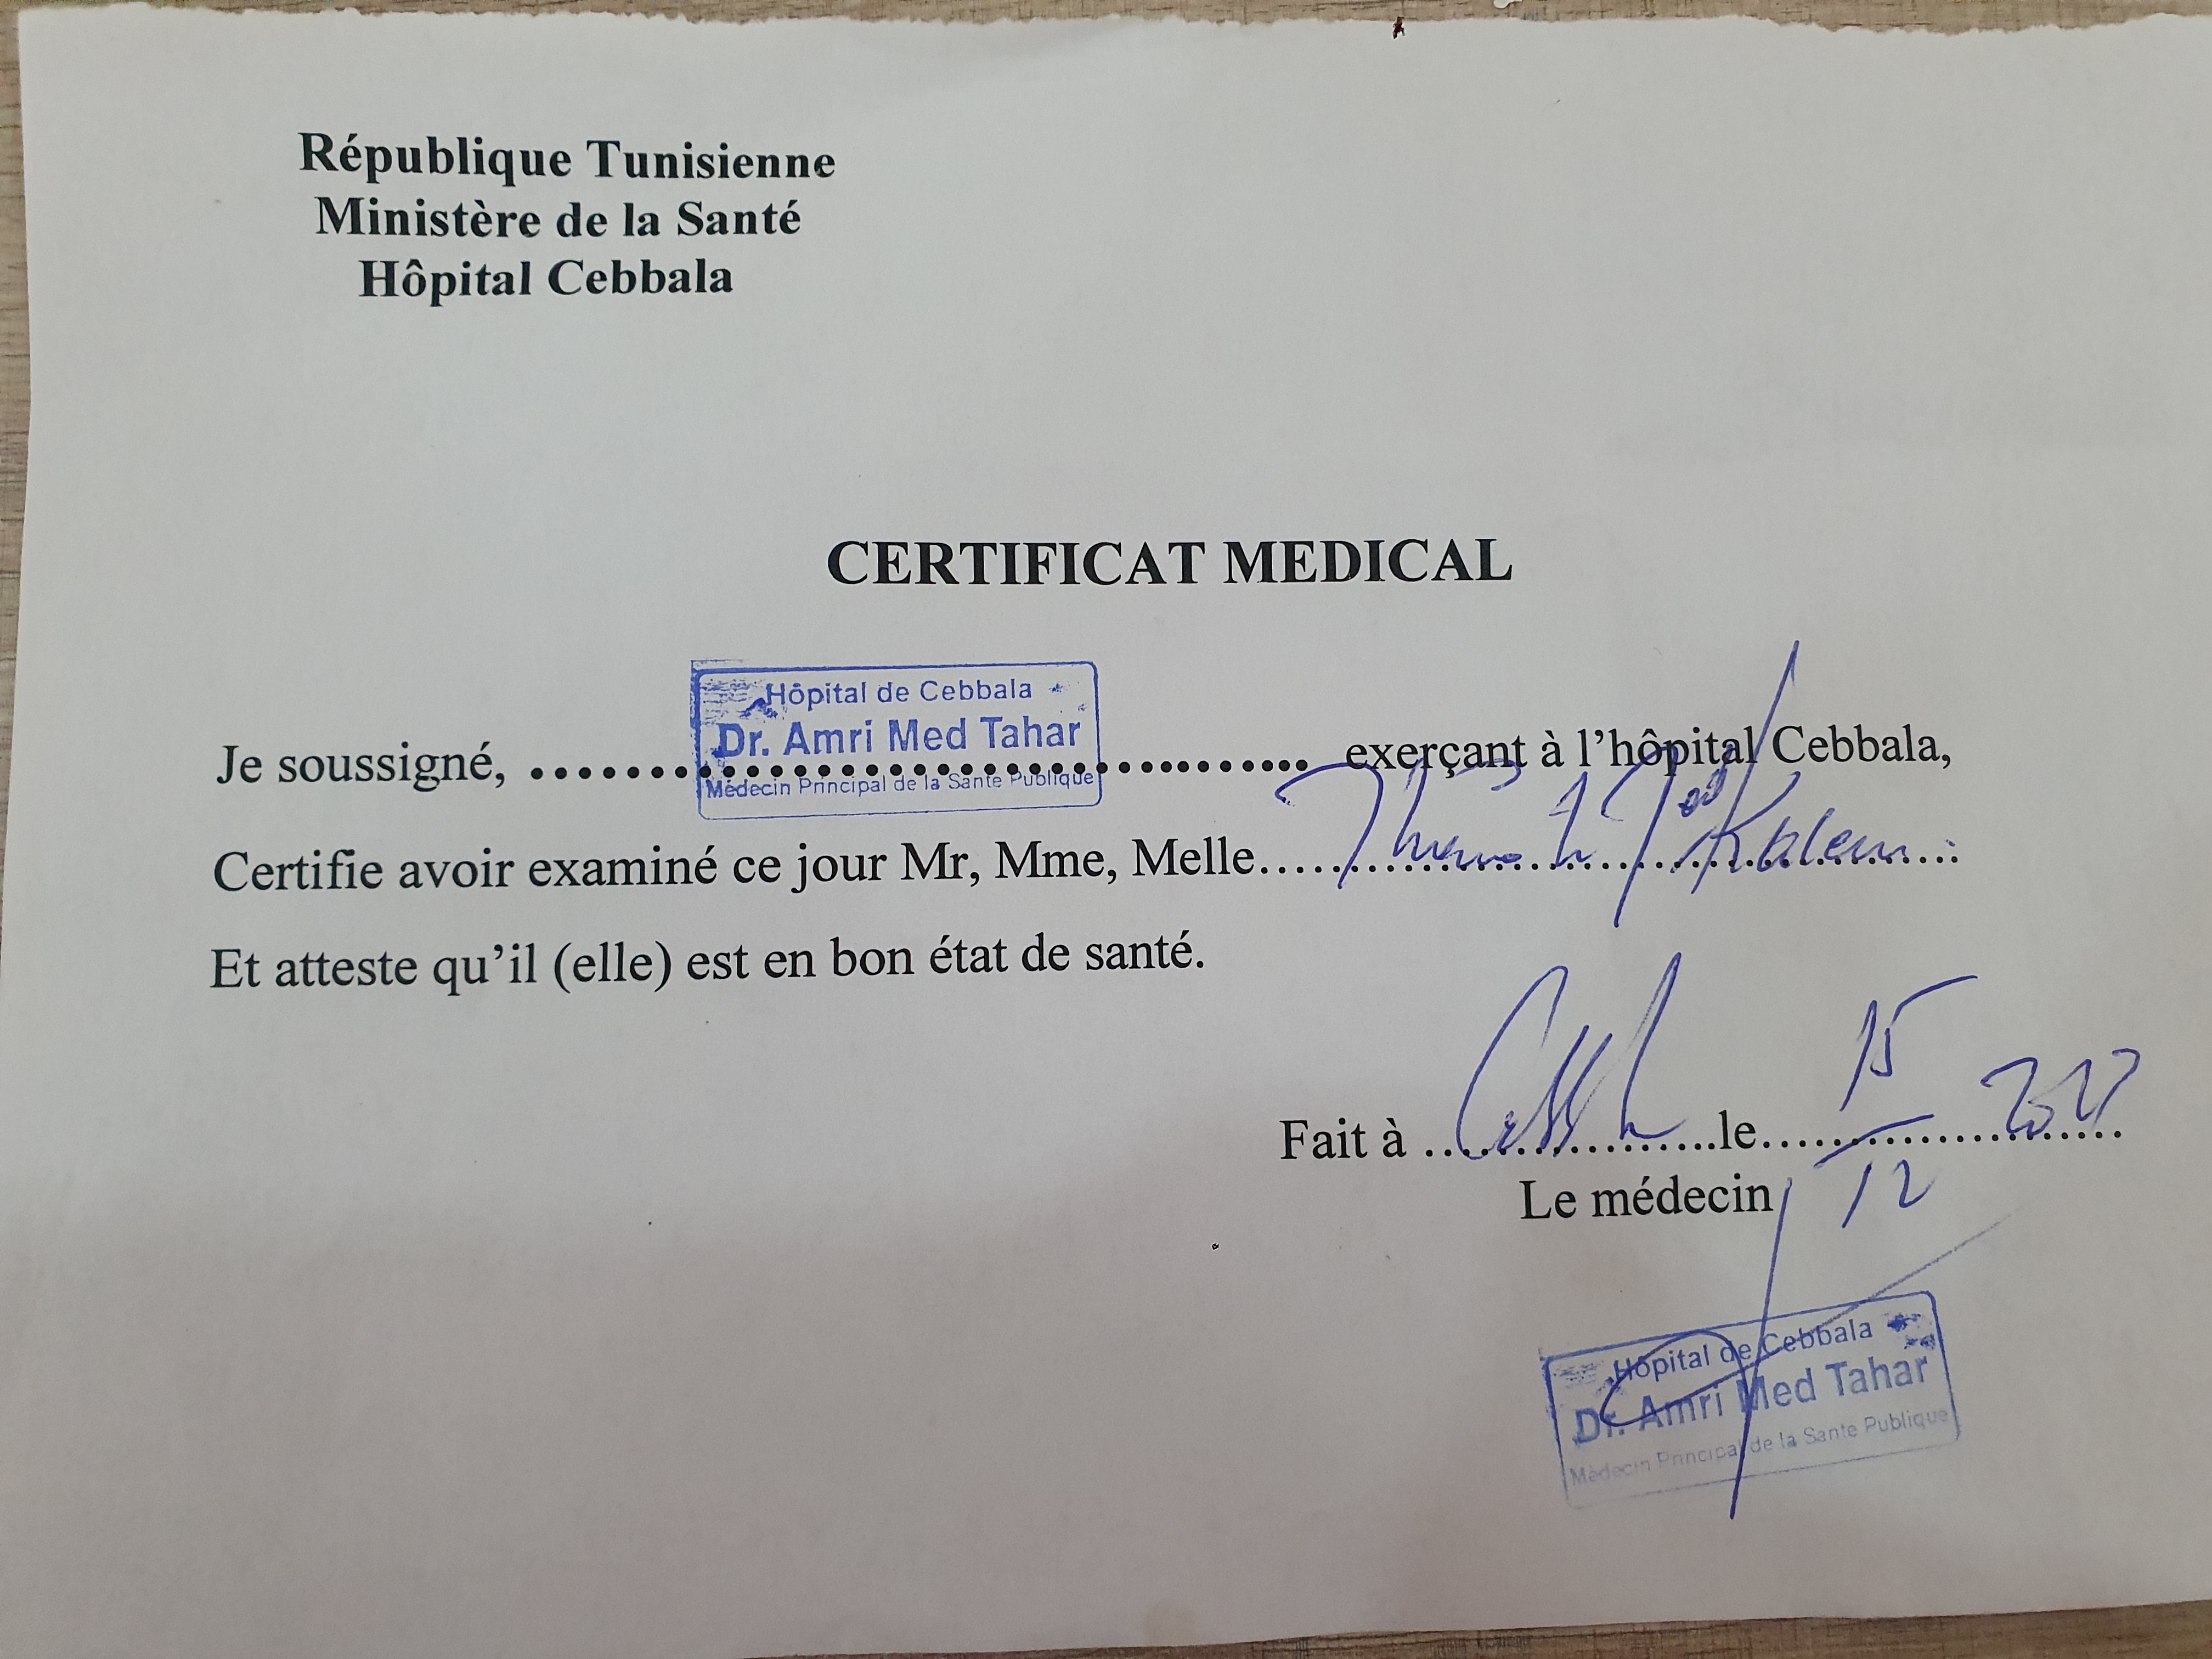 République Tunisienne
Ministère de la Santé
Hôpital Cebbala
CERTIFICAT MEDICAL
Hôpital de Cebbala
Dr. Amri Med Tahar
Médecin Principal de la Santé Publique
Je soussigné, .......................................... exerçant à l’hôpital Cebbala,
Certifie avoir examiné ce jour Mr, Mme, Melle..........................................
Et atteste qu’il (elle) est en bon état de santé.
15
Fait à ....................le........................
Le médecin 12
Hôpital de Cebbala
Dr. Amri Med Tahar
Médecin Principal de la Sante Publique